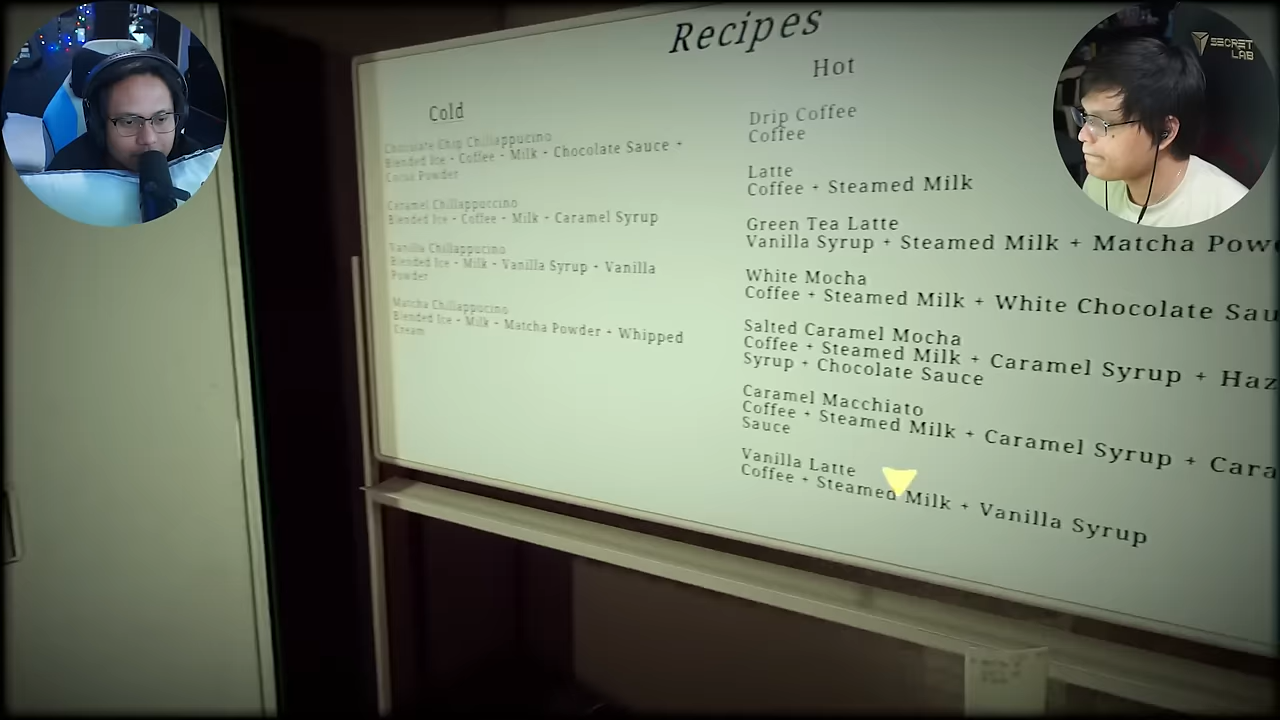 Recipes
Cold
Chocolate Chip Chillappucino
Blended Ice - Coffee - Milk - Chocolate Sauce +
Cocoa Powder
Caramel Chillappuccino
Blended Ice - Coffee - Milk - Caramel Syrup
Vanilla Chillappucino
Blended Ice - Milk - Vanilla Syrup - Vanilla
Powder
Matcha Chillappucino
Blended Ice - Milk - Matcha Powder + Whipped
Cream
Hot
Drip Coffee
Coffee
Latte
Coffee + Steamed Milk
Green Tea Latte
Vanilla Syrup + Steamed Milk + Matcha Pow
White Mocha
Coffee + Steamed Milk + White Chocolate Sau
Salted Caramel Mocha
Coffee + Steamed Milk + Caramel Syrup + Haz
Syrup + Chocolate Sauce
Caramel Macchiato
Coffee + Steamed Milk + Caramel Syrup + Cara
Sauce
Vanilla Latte
Coffee + Steamed Milk + Vanilla Syrup
SECRET
LAB